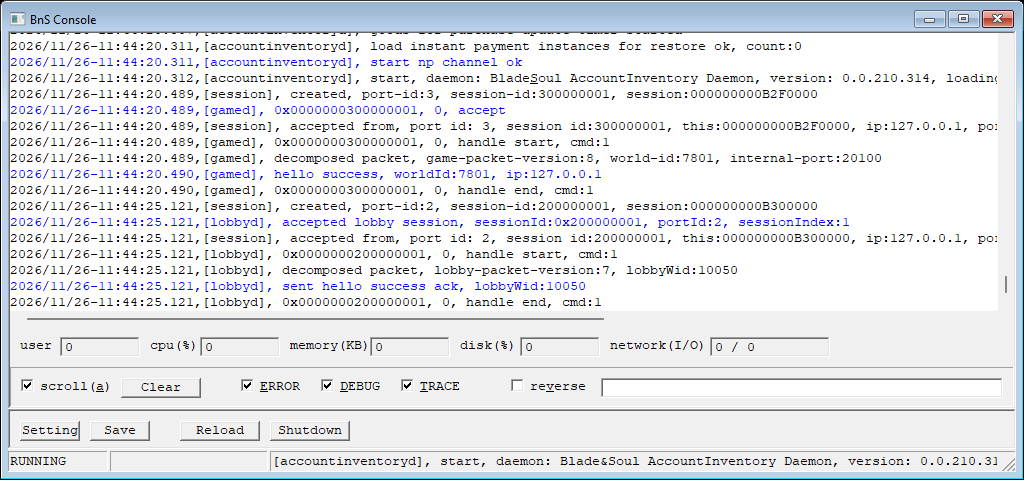 BnS Console
2026/11/26-11:44:20.311,[accountinventoryd], load instant payment instances for restore ok, count:0
2026/11/26-11:44:20.311,[accountinventoryd], start np channel ok
2026/11/26-11:44:20.312,[accountinventoryd], start, daemon: BladeSoul AccountInventory Daemon, version: 0.0.210.314, loading
2026/11/26-11:44:20.489,[session], created, port-id:3, session-id:300000001, session:000000000B2F0000
2026/11/26-11:44:20.489,[gamed], 0x0000000300000001, 0, accept
2026/11/26-11:44:20.489,[session], accepted from, port id: 3, session id:300000001, this:000000000B2F0000, ip:127.0.0.1, po
2026/11/26-11:44:20.489,[gamed], 0x0000000300000001, 0, handle start, cmd:1
2026/11/26-11:44:20.489,[gamed], decomposed packet, game-packet-version:8, world-id:7801, internal-port:20100
2026/11/26-11:44:20.490,[gamed], hello success, worldId:7801, ip:127.0.0.1
2026/11/26-11:44:20.490,[gamed], 0x0000000300000001, 0, handle end, cmd:1
2026/11/26-11:44:25.121,[session], created, port-id:2, session-id:200000001, session:000000000B300000
2026/11/26-11:44:25.121,[lobbyd], accepted lobby session, sessionId:0x200000001, portId:2, sessionIndex:1
2026/11/26-11:44:25.121,[session], accepted from, port id: 2, session id:200000001, this:000000000B300000, ip:127.0.0.1, po
2026/11/26-11:44:25.121,[lobbyd], 0x0000000200000001, 0, handle start, cmd:1
2026/11/26-11:44:25.121,[lobbyd], decomposed packet, lobby-packet-version:7, lobbyWid:10050
2026/11/26-11:44:25.121,[lobbyd], sent hello success ack, lobbyWid:10050
2026/11/26-11:44:25.121,[lobbyd], 0x0000000200000001, 0, handle end, cmd:1
user 0 cpu(%) 0 memory(KB) 0 disk(%) 0 network(I/O) 0 / 0
scroll(a) Clear ERROR DEBUG TRACE reverse
Setting Save Reload Shutdown
RUNNING [accountinventoryd], start, daemon: Blade&Soul AccountInventory Daemon, version: 0.0.210.31